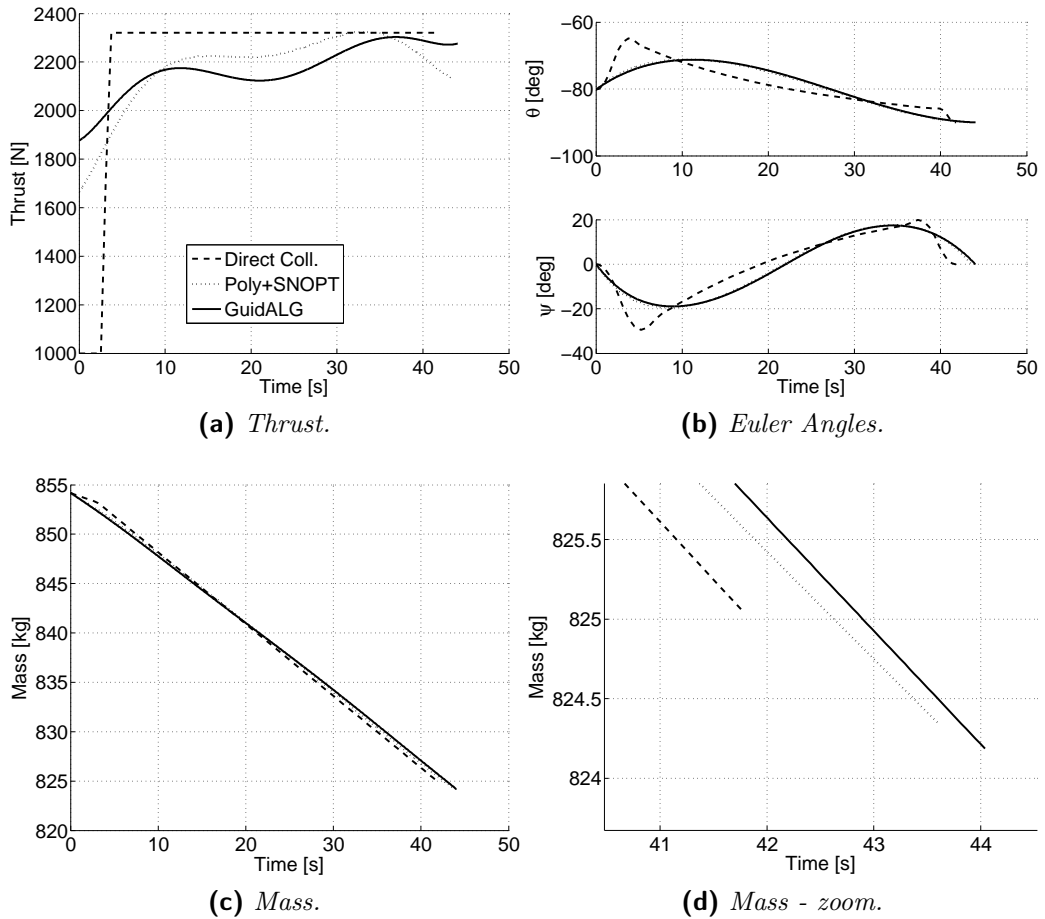 2400
2200
2000
1800
1600
1400
1200
1000
Thrust [N]
Direct Coll.
Poly+SNOPT
GuidALG
0 10 20 30 40 50
Time [s]
(a) Thrust.
−60
−80
−100
θ [deg]
0 10 20 30 40 50
20
0
−20
−40
ψ [deg]
0 10 20 30 40 50
Time [s]
(b) Euler Angles.
855
850
845
840
835
830
825
820
Mass [kg]
0 10 20 30 40 50
Time [s]
(c) Mass.
825.5
825
824.5
824
Mass [kg]
41 42 43 44
Time [s]
(d) Mass - zoom.